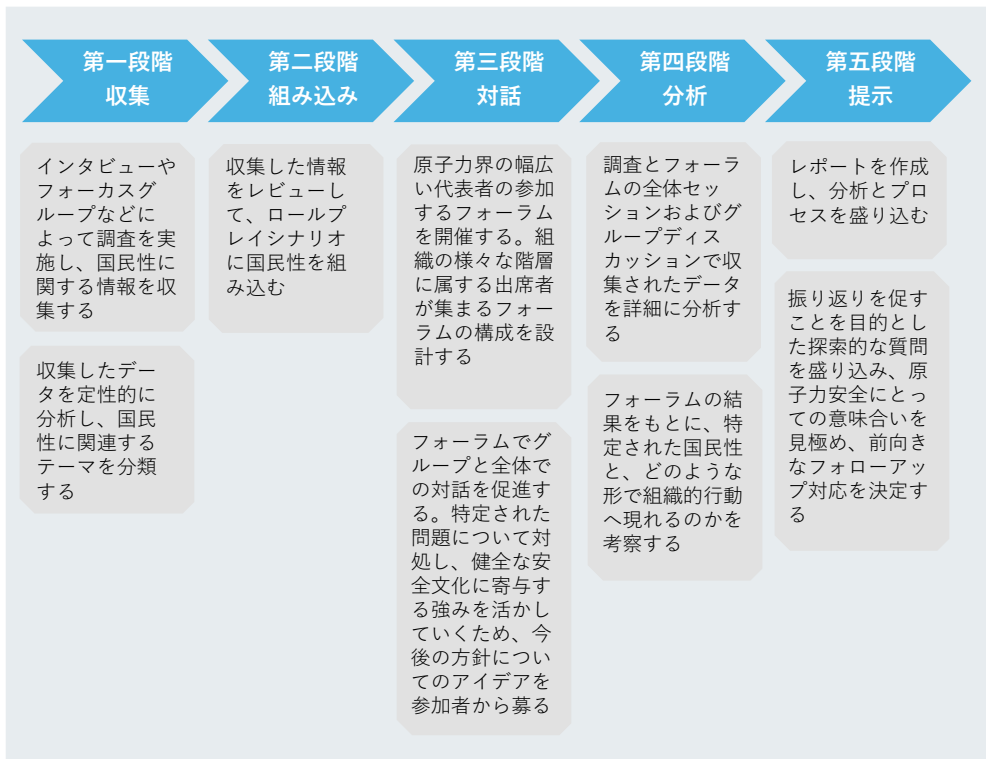 第一段階
収集
インタビューや
フォーカスグ
ループなどに
よって調査を実
施し、国民性に
関する情報を収
集する
収集したデー
タを定性的に
分析し、国民
性に関連する
テーマを分類
する
第二段階
組み込み
収集した情報
をレビューし
て、ロールプ
レイシナリオ
に国民性を組
み込む
第三段階
対話
原子力界の幅広
い代表者の参加
するフォーラム
を開催する。組
織の様々な階層
に属する出席者
が集まるフォー
ラムの構成を設
計する
フォーラムでグ
ループと全体で
の対話を促進す
る。特定された
問題について対
処し、健全な安
全文化に寄与す
る強みを活かし
ていくため、今
後の方針につい
てのアイデアを
参加者から募る
第四段階
分析
調査とフォーラ
ムの全体セッ
ションおよびグ
ループディス
カッションで収
集されたデータ
を詳細に分析す
る
フォーラムの結
果をもとに、特
定された国民性
と、どのような
形で組織的行動
へ現れるのかを
考察する
第五段階
提示
レポートを作成
し、分析とプロ
セスを盛り込む
振り返りを促す
ことを目的とし
た探索的な質問
を盛り込み、原
子力安全にとっ
ての意味合いを
見極め、前向き
なフォローアッ
プ対応を決定す
る